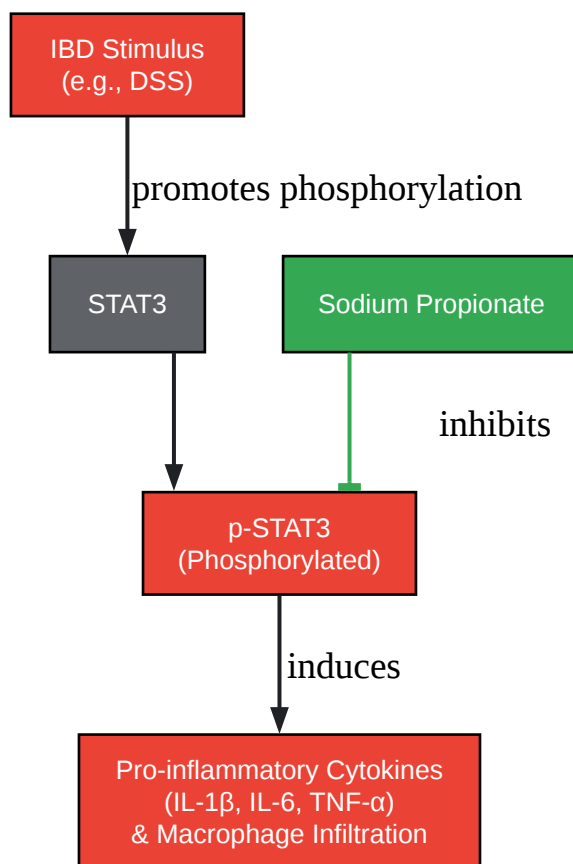 IBD Stimulus
(e.g., DSS)
promotes phosphorylation
STAT3
Sodium Propionate
inhibits
p-STAT3
(Phosphorylated)
induces
Pro-inflammatory Cytokines
(IL-1β, IL-6, TNF-α)
& Macrophage Infiltration